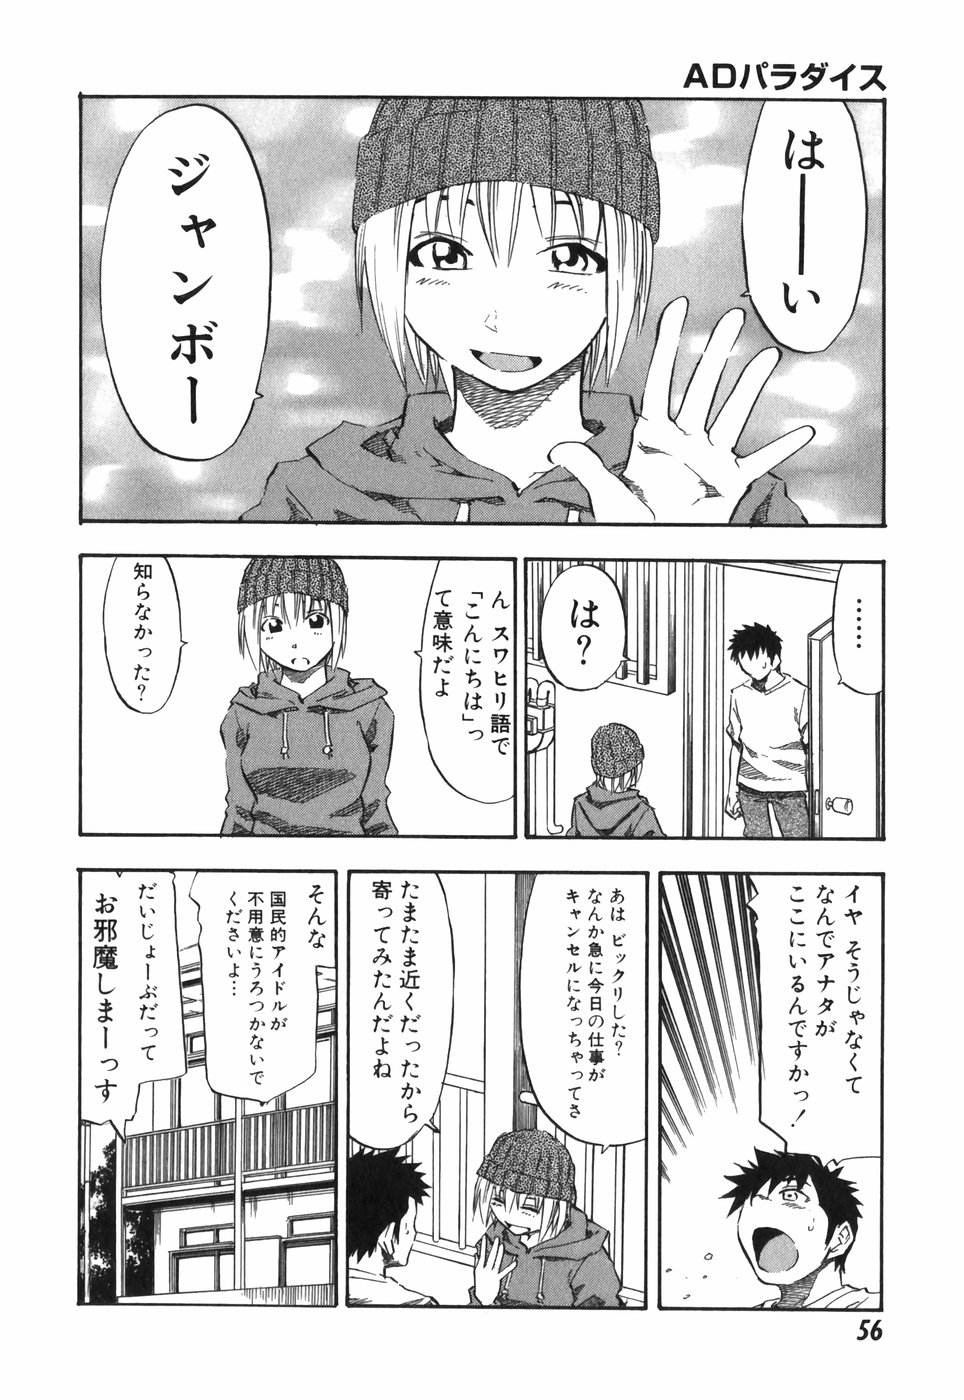 ADパラダイス
はーい
ジャンボー
………
は?
ん スワヒリ語で
「こんにちは」っ
て意味だよ
知らなかった?
イヤ そうじゃなくて
なんでアナタが
ここにいるんですかっ!
あは ビックリした?
なんか急に今日の仕事が
キャンセルになっちゃってさ
たまたま近くだったから
寄ってみたんだよね
そんな
国民的アイドルが
不用意にうろつかないで
くださいよ…
だいじょーぶだって
お邪魔しまーっす
56